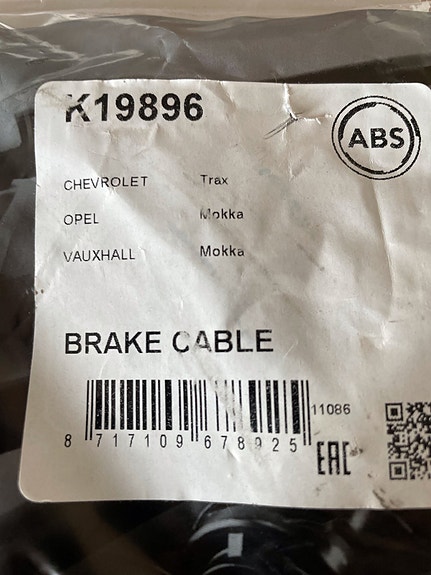 K19896
ABS
CHEVROLET Trax
OPEL Mokka
VAUXHALL Mokka
BRAKE CABLE
11086
8 717109 678925
EAC